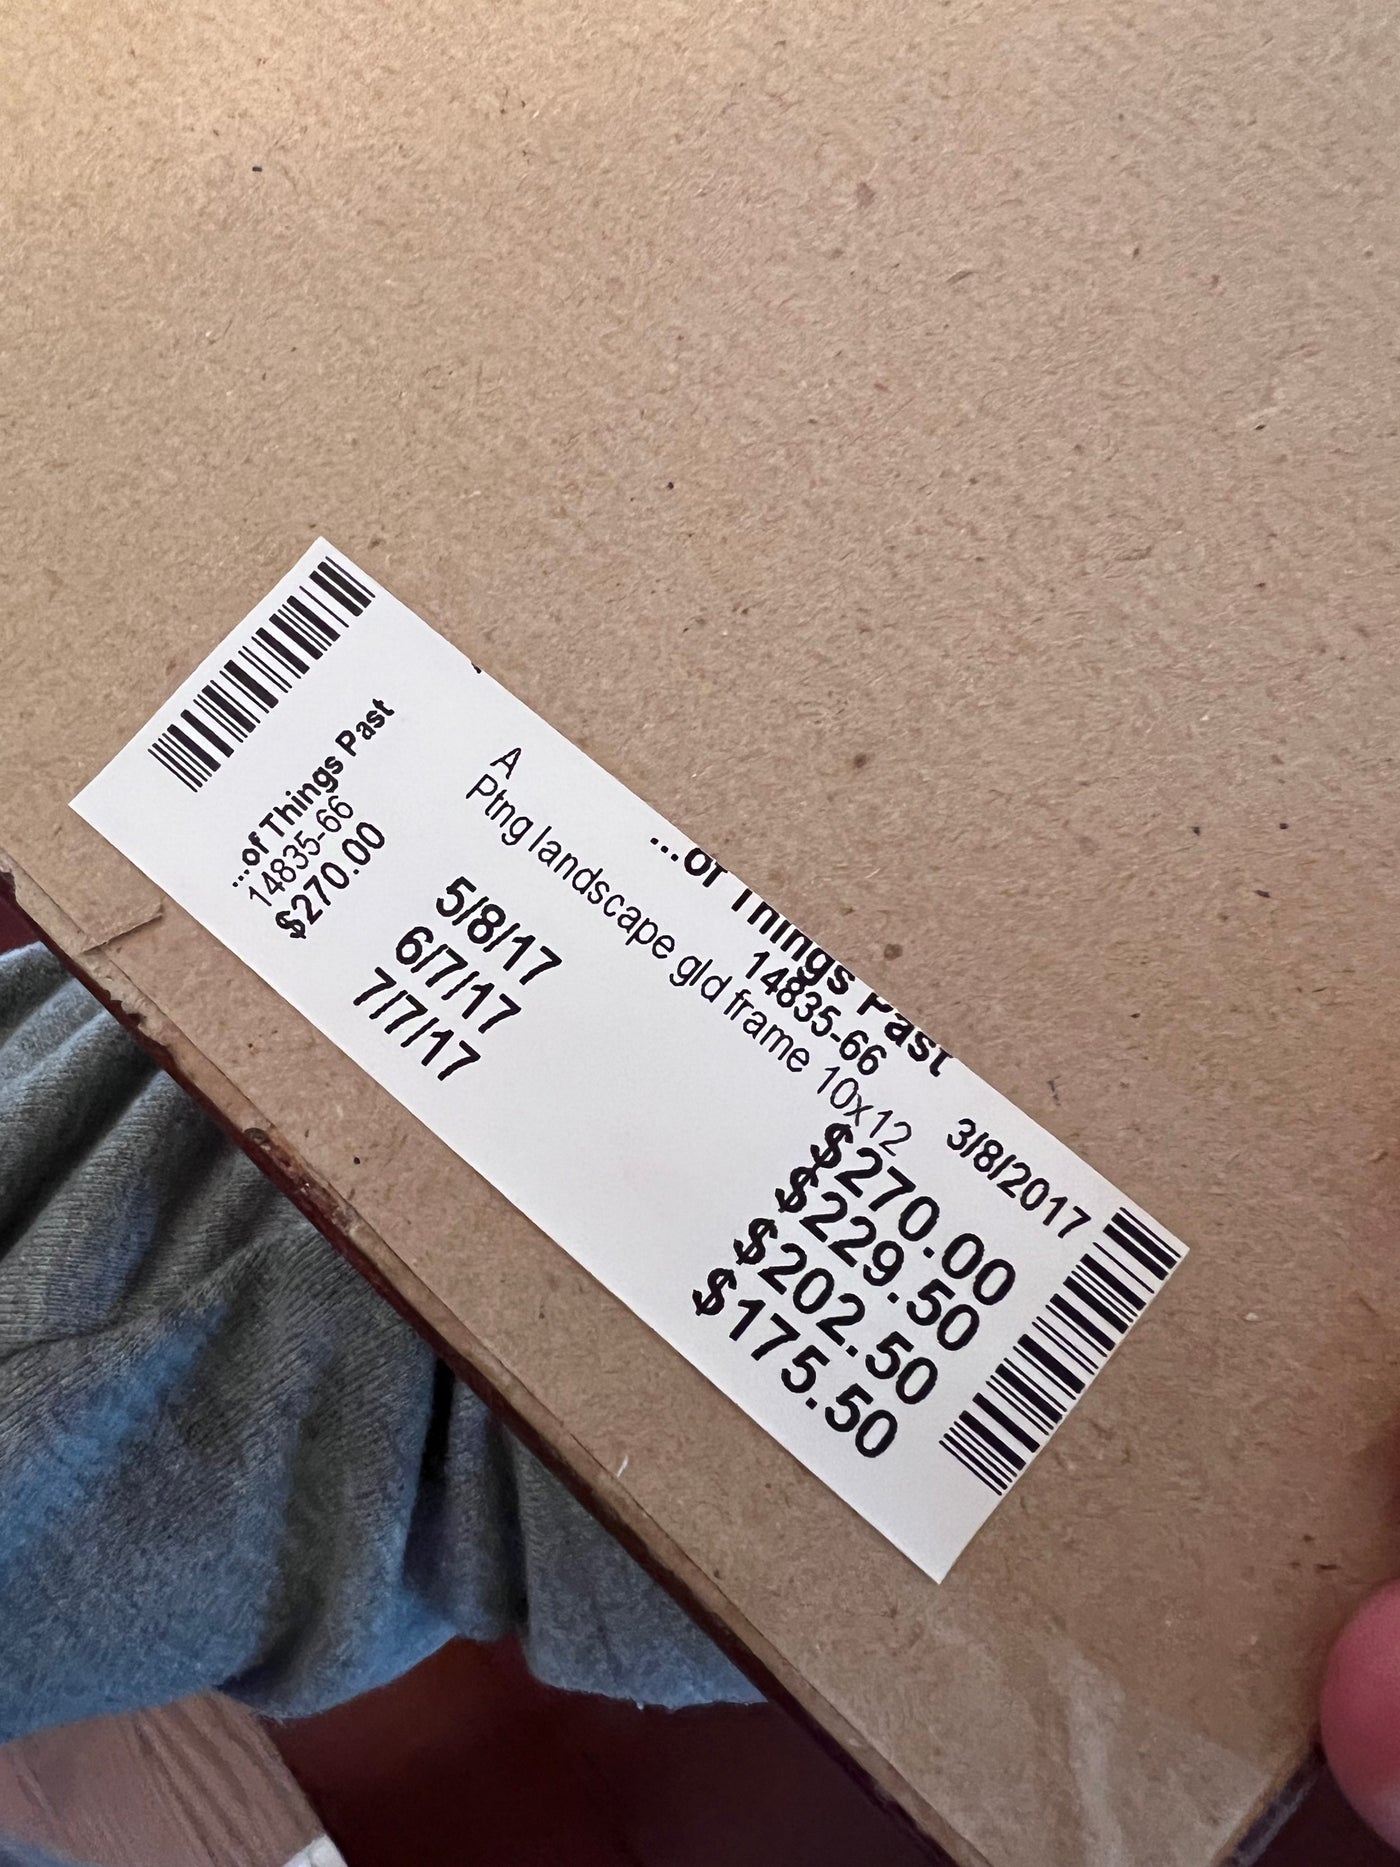 ...of Things Past
14835-66
$270.00
...of Things Past
14835-66
A 3/8/2017
Ptng landscape gld frame 10x12
$270.00
5/8/17 $229.50
6/7/17 $202.50
7/7/17 $175.50